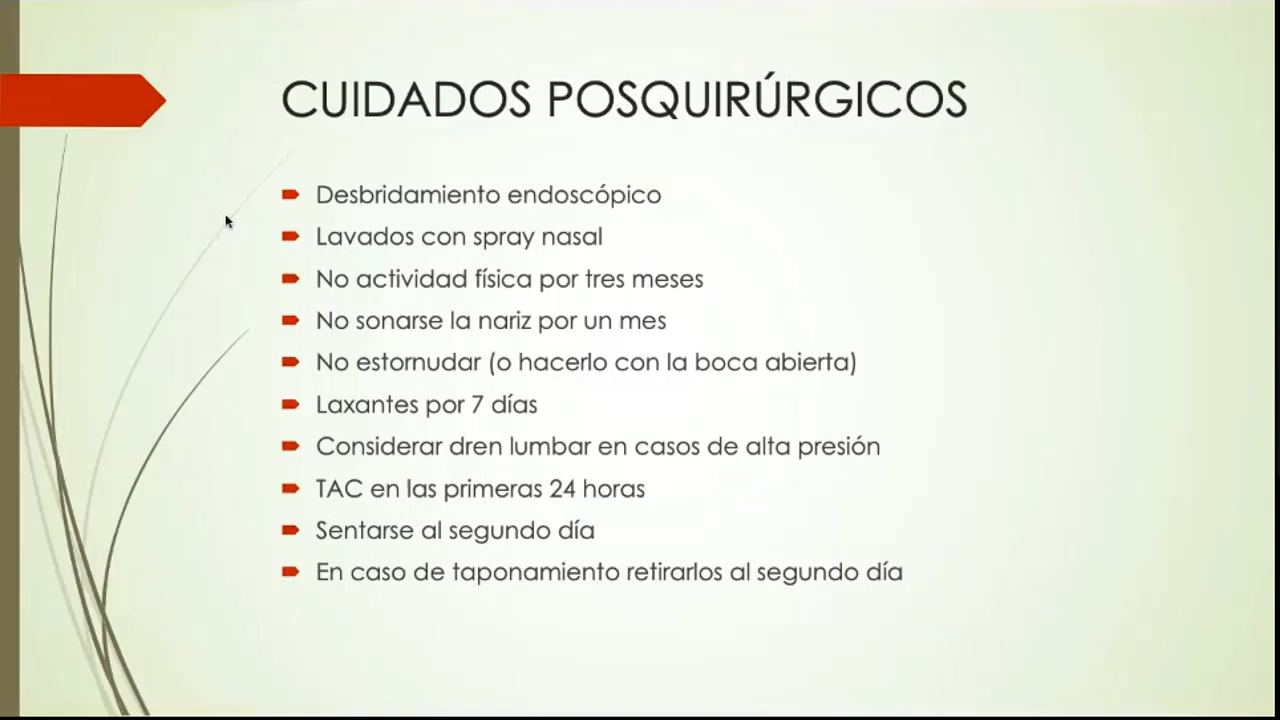 CUIDADOS POSQUIRÚRGICOS
Desbridamiento endoscópico
Lavados con spray nasal
No actividad física por tres meses
No sonarse la nariz por un mes
No estornudar (o hacerlo con la boca abierta)
Laxantes por 7 días
Considerar dren lumbar en casos de alta presión
TAC en las primeras 24 horas
Sentarse al segundo día
En caso de taponamiento retirarlos al segundo día